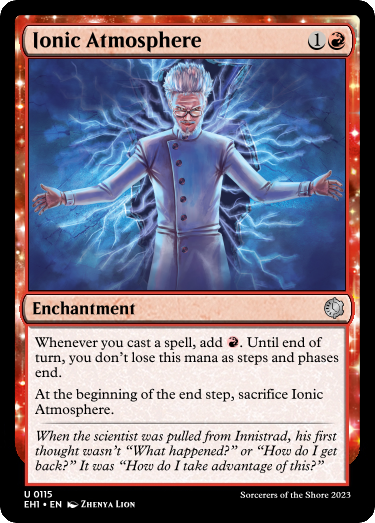 Ionic Atmosphere 1
Enchantment
Whenever you cast a spell, add . Until end of
turn, you don't lose this mana as steps and phases
end.
At the beginning of the end step, sacrifice Ionic
Atmosphere.
When the scientist was pulled from Innistrad, his first
thought wasn't “What happened?” or “How do I get
back?” It was “How do I take advantage of this?”
U 0115
EH1 • EN Zhenya Lion
Sorcerers of the Shore 2023